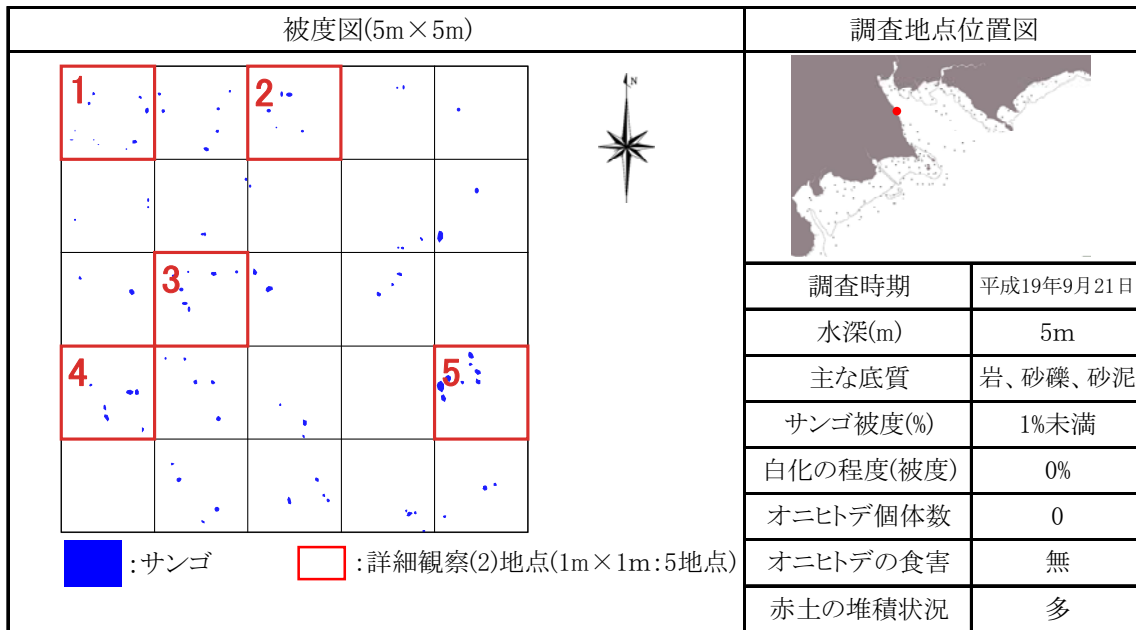 被度図(5m×5m)
調査地点位置図
1
2
3
4
5
N
:サンゴ
:詳細観察(2)地点(1m×1m:5地点)
調査時期 平成19年9月21日
水深(m) 5m
主な底質 岩、砂礫、砂泥
サンゴ被度(%) 1%未満
白化の程度(被度) 0%
オニヒトデ個体数 0
オニヒトデの食害 無
赤土の堆積状況 多